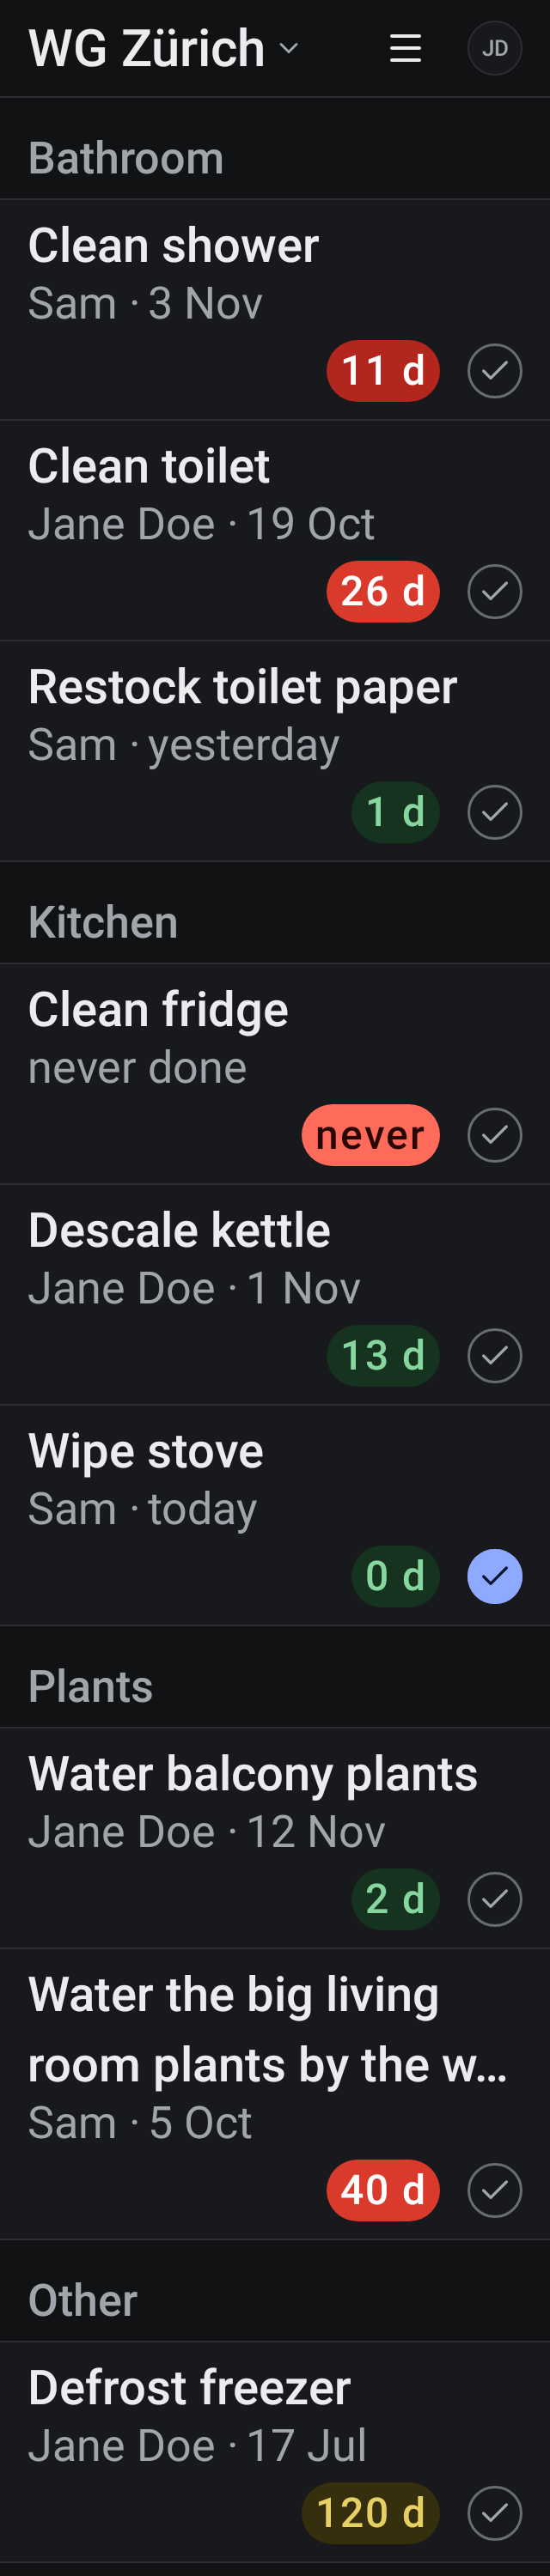 WG Zürich
JD
Bathroom
Clean shower
Sam · 3 Nov
11 d
Clean toilet
Jane Doe · 19 Oct
26 d
Restock toilet paper
Sam · yesterday
1 d
Kitchen
Clean fridge
never done
never
Descale kettle
Jane Doe · 1 Nov
13 d
Wipe stove
Sam · today
0 d
Plants
Water balcony plants
Jane Doe · 12 Nov
2 d
Water the big living
room plants by the w...
Sam · 5 Oct
40 d
Other
Defrost freezer
Jane Doe · 17 Jul
120 d